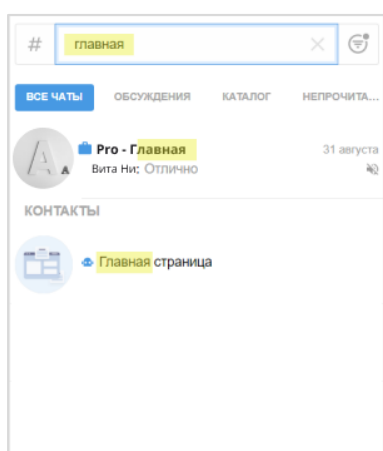 # главная
ВСЕ ЧАТЫ ОБСУЖДЕНИЯ КАТАЛОГ НЕПРОЧИТА...
Pro - Главная 31 августа
Вита Ни: Отлично
КОНТАКТЫ
Главная страница